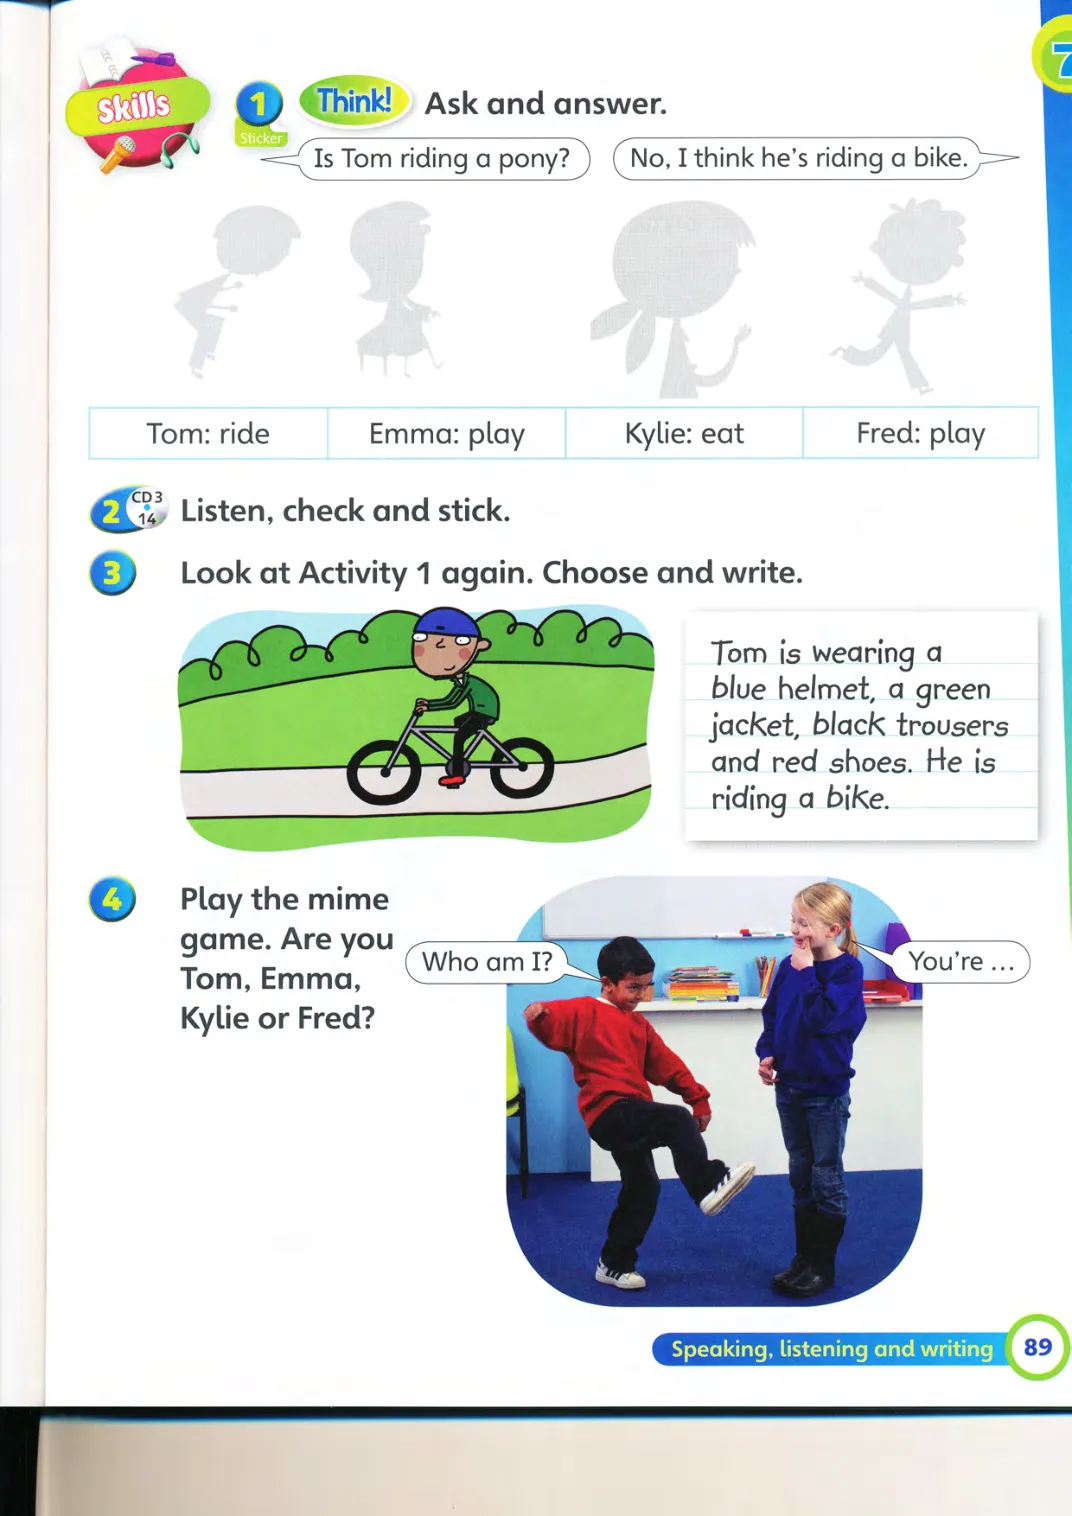 7
Skills
1
Sticker
Think!
Ask and answer.
Is Tom riding a pony?
No, I think he's riding a bike.
Tom: ride
Emma: play
Kylie: eat
Fred: play
2
CD3
14
Listen, check and stick.
3
Look at Activity 1 again. Choose and write.
Tom is wearing a
blue helmet, a green
jacket, black trousers
and red shoes. He is
riding a bike.
4
Play the mime
game. Are you
Tom, Emma,
Kylie or Fred?
Who am I?
You're ...
Speaking, listening and writing
89